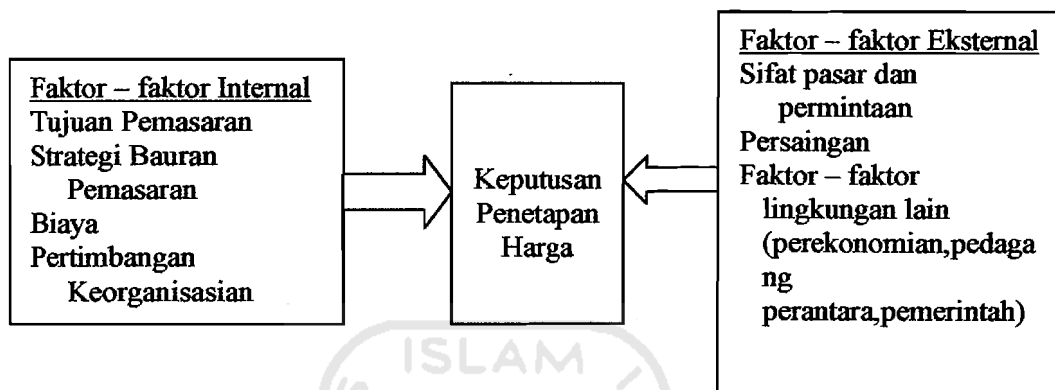 Faktor – faktor Internal
Tujuan Pemasaran
Strategi Bauran
Pemasaran
Biaya
Pertimbangan
Keorganisasian
Keputusan
Penetapan
Harga
Faktor – faktor Eksternal
Sifat pasar dan
permintaan
Persaingan
Faktor – faktor
lingkungan lain
(perekonomian,pedaga
ng
perantara,pemerintah)
ISLAM